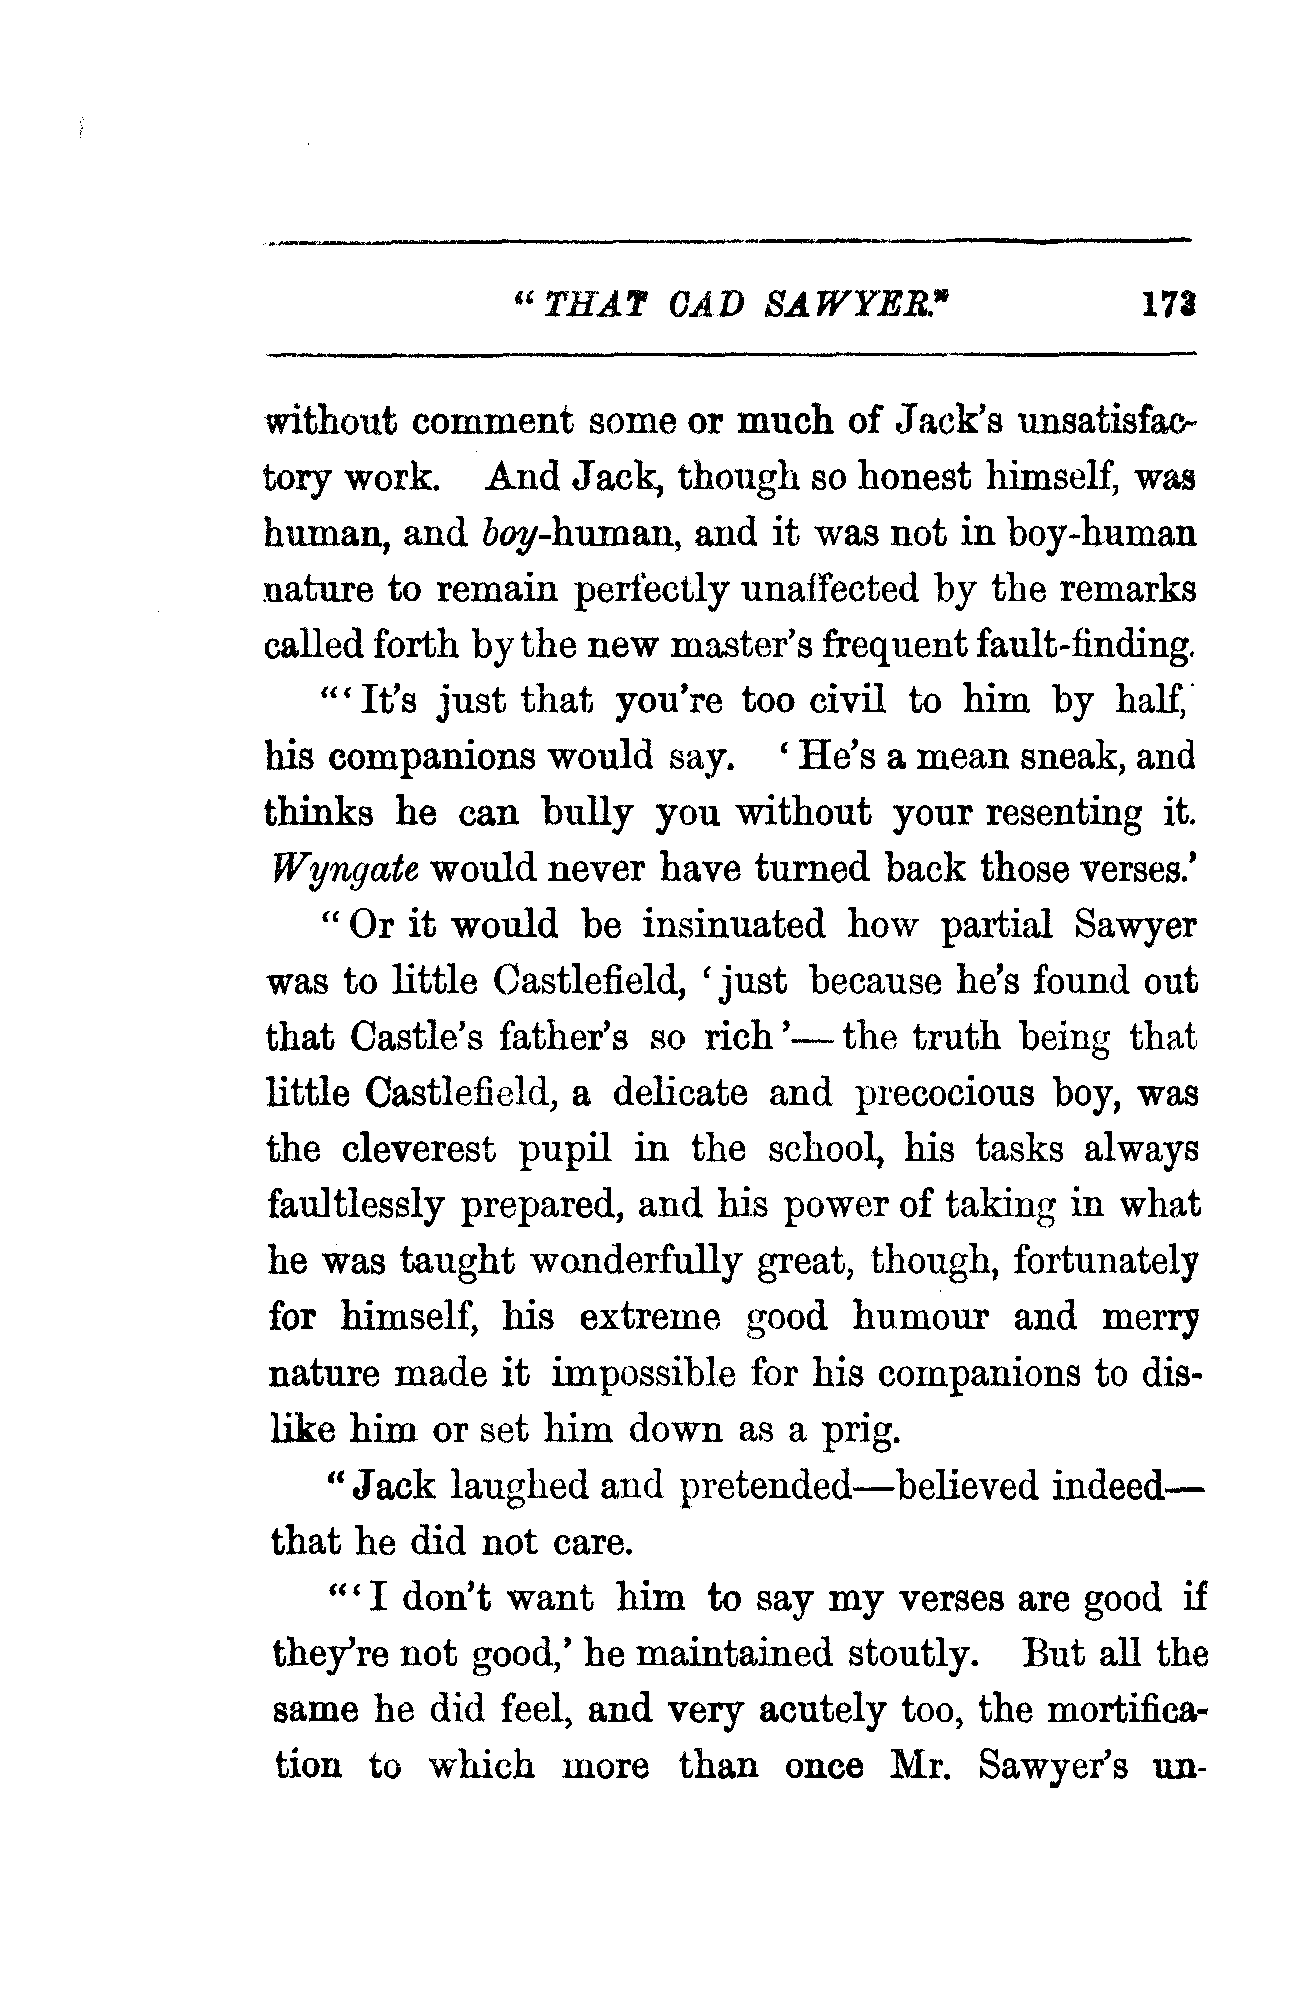 "THAT CAD SAWYER." 173
without comment some or much of Jack's unsatisfac-
tory work. And Jack, though so honest himself, was
human, and boy-human, and it was not in boy-human
nature to remain perfectly unaffected by the remarks
called forth by the new master's frequent fault-finding.
"'It's just that you're too civil to him by half,'
his companions would say. 'He's a mean sneak, and
thinks he can bully you without your resenting it.
Wyngate would never have turned back those verses.'
"Or it would be insinuated how partial Sawyer
was to little Castlefield, 'just because he's found out
that Castle's father's so rich'—the truth being that
little Castlefield, a delicate and precocious boy, was
the cleverest pupil in the school, his tasks always
faultlessly prepared, and his power of taking in what
he was taught wonderfully great, though, fortunately
for himself, his extreme good humour and merry
nature made it impossible for his companions to dis-
like him or set him down as a prig.
"Jack laughed and pretended—believed indeed—
that he did not care.
"'I don't want him to say my verses are good if
they're not good,' he maintained stoutly. But all the
same he did feel, and very acutely too, the mortifica-
tion to which more than once Mr. Sawyer's un-